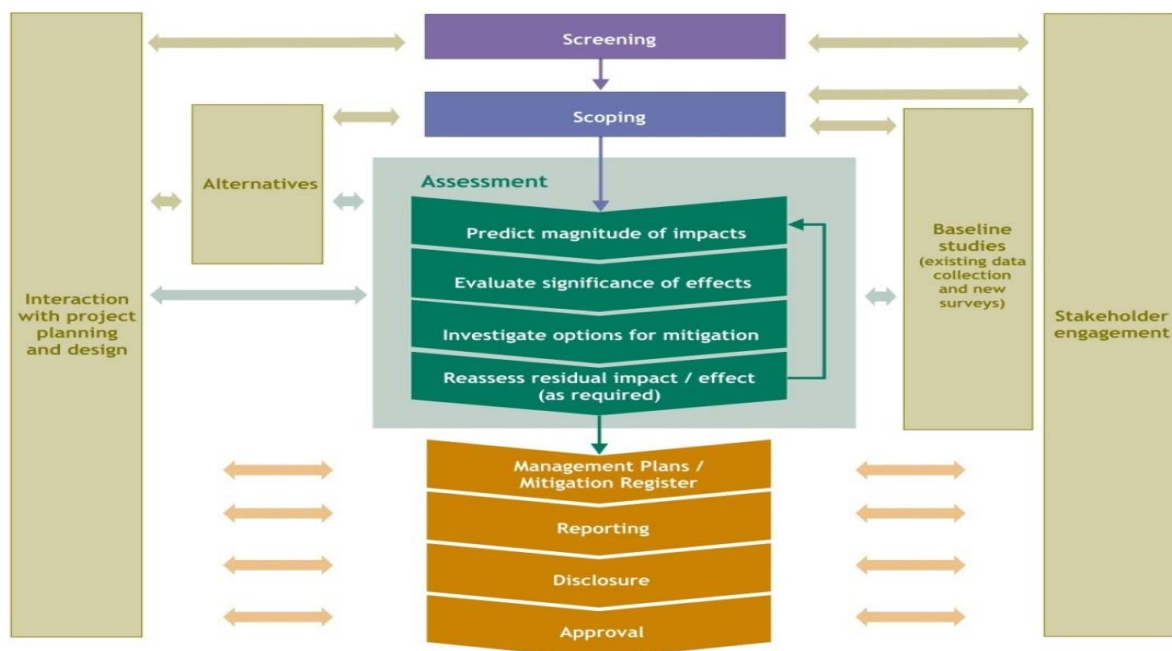 Screening
Scoping
Alternatives
Assessment
Predict magnitude of impacts
Evaluate significance of effects
Investigate options for mitigation
Reassess residual impact / effect
(as required)
Baseline
studies
(existing data
collection
and new
surveys)
Interaction
with project
planning
and design
Stakeholder
engagement
Management Plans /
Mitigation Register
Reporting
Disclosure
Approval